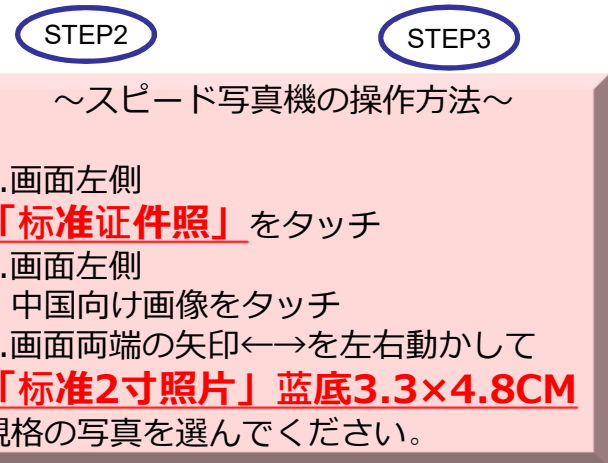 STEP2 STEP3
～スピード写真機の操作方法～
.画面左側
「标准证件照」をタッチ
.画面左側
中国向け画像をタッチ
.画面両端の矢印←→を左右動かして
「标准2寸照片」蓝底3.3×4.8CM
規格の写真を選んでください。